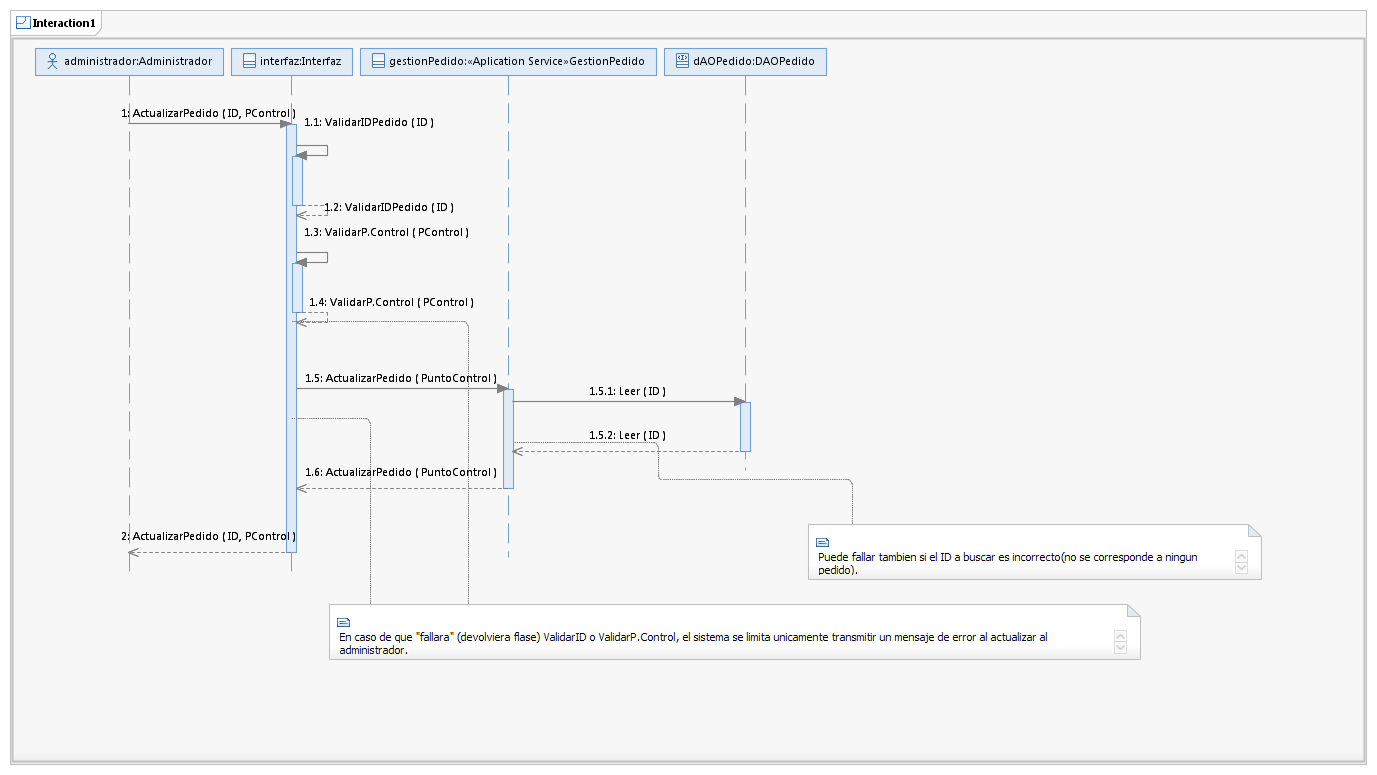 Interaction1
administrador:Administrador
interfaz:Interfaz
gestionPedido:«Aplication Service»GestionPedido
dAOPedido:DAOPedido
1: ActualizarPedido ( ID, PControl )
1.1: ValidarIDPedido ( ID )
1.2: ValidarIDPedido ( ID )
1.3: ValidarP.Control ( PControl )
1.4: ValidarP.Control ( PControl )
1.5: ActualizarPedido ( PuntoControl )
1.5.1: Leer ( ID )
1.5.2: Leer ( ID )
1.6: ActualizarPedido ( PuntoControl )
2: ActualizarPedido ( ID, PControl )
Puede fallar tambien si el ID a buscar es incorrecto(no se corresponde a ningun
pedido).
En caso de que "fallara" (devolviera flase) ValidarID o ValidarP.Control, el sistema se limita unicamente transmitir un mensaje de error al actualizar al
administrador.